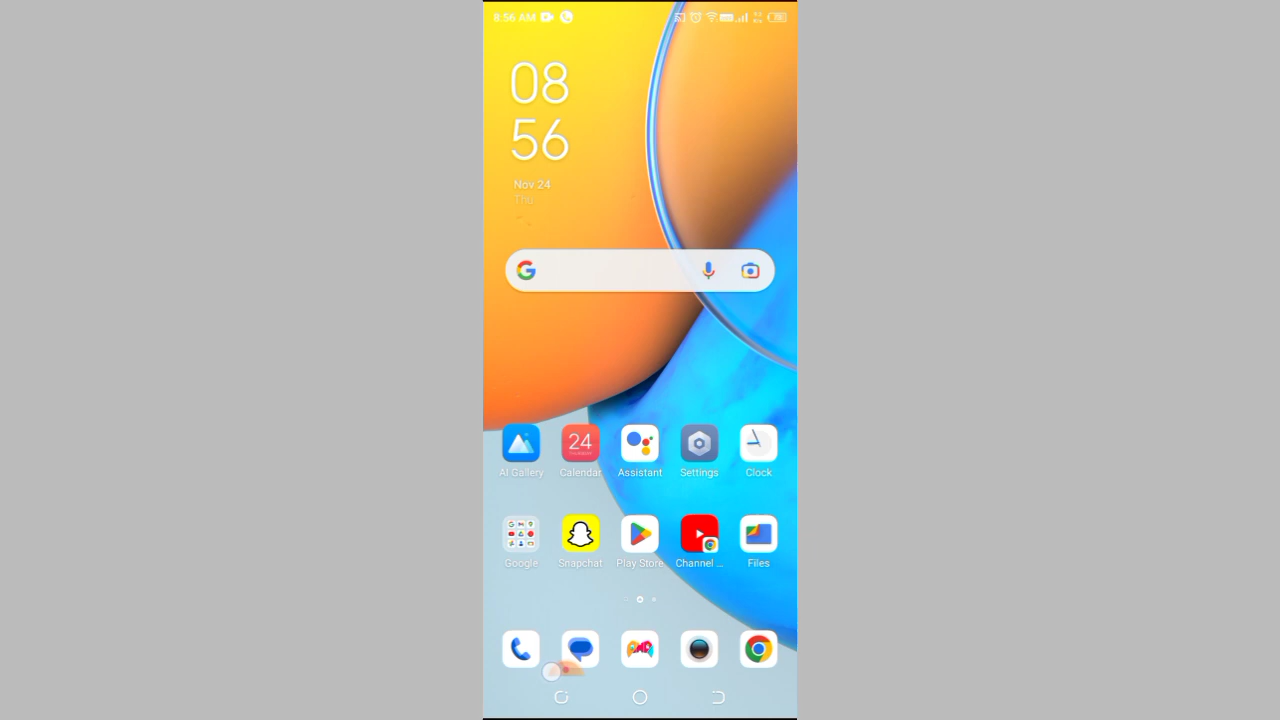 8:56 AM
08
56
Nov 24
Thu
AI Gallery
24
THURSDAY
Calendar
Assistant
Settings
Clock
Google
Snapchat
Play Store
Channel ...
Files